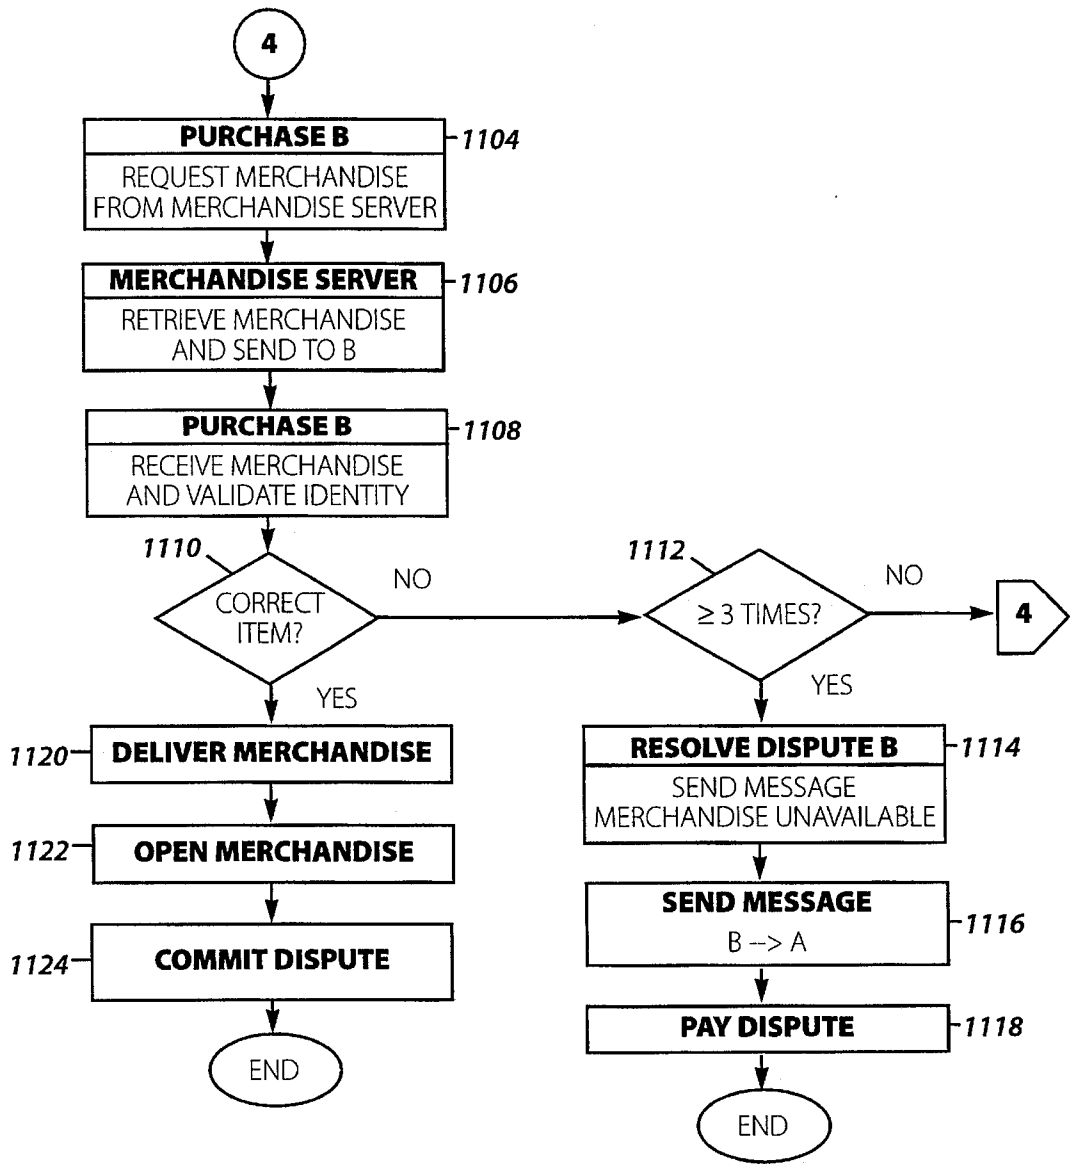 4
PURCHASE B
1104
REQUEST MERCHANDISE
FROM MERCHANDISE SERVER
MERCHANDISE SERVER
1106
RETRIEVE MERCHANDISE
AND SEND TO B
PURCHASE B
1108
RECEIVE MERCHANDISE
AND VALIDATE IDENTITY
1110
CORRECT
ITEM?
NO
1112
≥ 3 TIMES?
NO
4
YES
YES
1120
DELIVER MERCHANDISE
1122
OPEN MERCHANDISE
1124
COMMIT DISPUTE
END
RESOLVE DISPUTE B
1114
SEND MESSAGE
MERCHANDISE UNAVAILABLE
SEND MESSAGE
1116
B --> A
PAY DISPUTE
1118
END